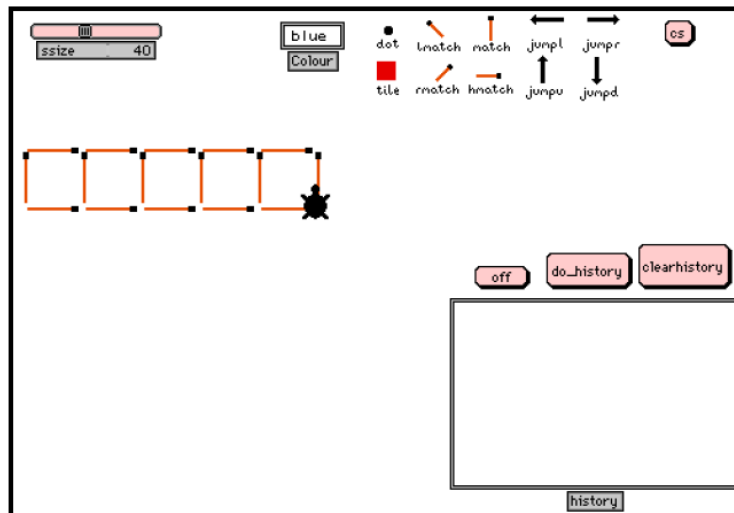 ssize 40
blue
Colour
dot lmatch match jumpl jumpr
cs
tile rmatch hmatch jumpu jumpd
off
do_history
clearhistory
history